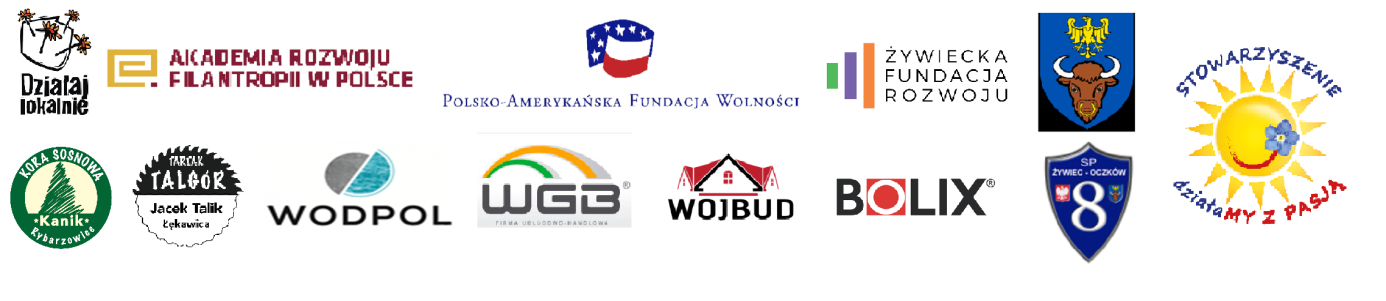 Działaj
lokalnie
AKADEMIA ROZWOJU
FILANTROPII W POLSCE
POLSKO-AMERYKAŃSKA FUNDACJA WOLNOŚCI
ŻYWIECKA
FUNDACJA
ROZWOJU
STOWARZYSZENIE
działaMY Z PASJĄ
KORA SOSNOWA
Kanik
Rybarzowice
TARTAK
TALGÓR
Jacek Talik
Łękawica
WODPOL
WGB®
FIRMA USŁUGOWO-HANDLOWA
WOJBUD
BOLIX®
SP
ŻYWIEC - OCZKÓW
8